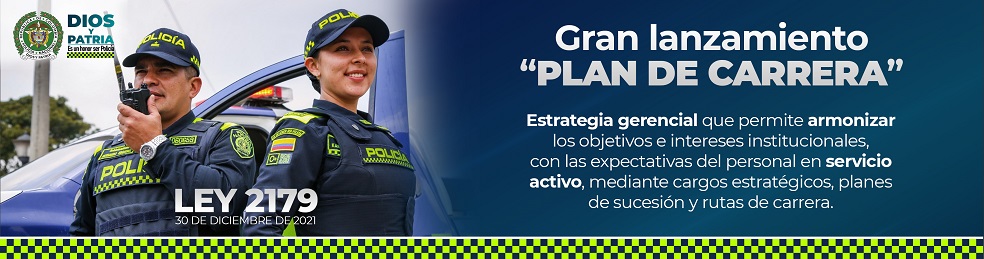 DIOS
Y
PATRIA
Es un honor ser Policía
POLICÍA
POLICÍA
POLICÍA
POLICÍA
LEY 2179
30 DE DICIEMBRE DE 2021
Gran lanzamiento
“PLAN DE CARRERA”
Estrategia gerencial que permite armonizar
los objetivos e intereses institucionales,
con las expectativas del personal en servicio
activo, mediante cargos estratégicos, planes
de sucesión y rutas de carrera.